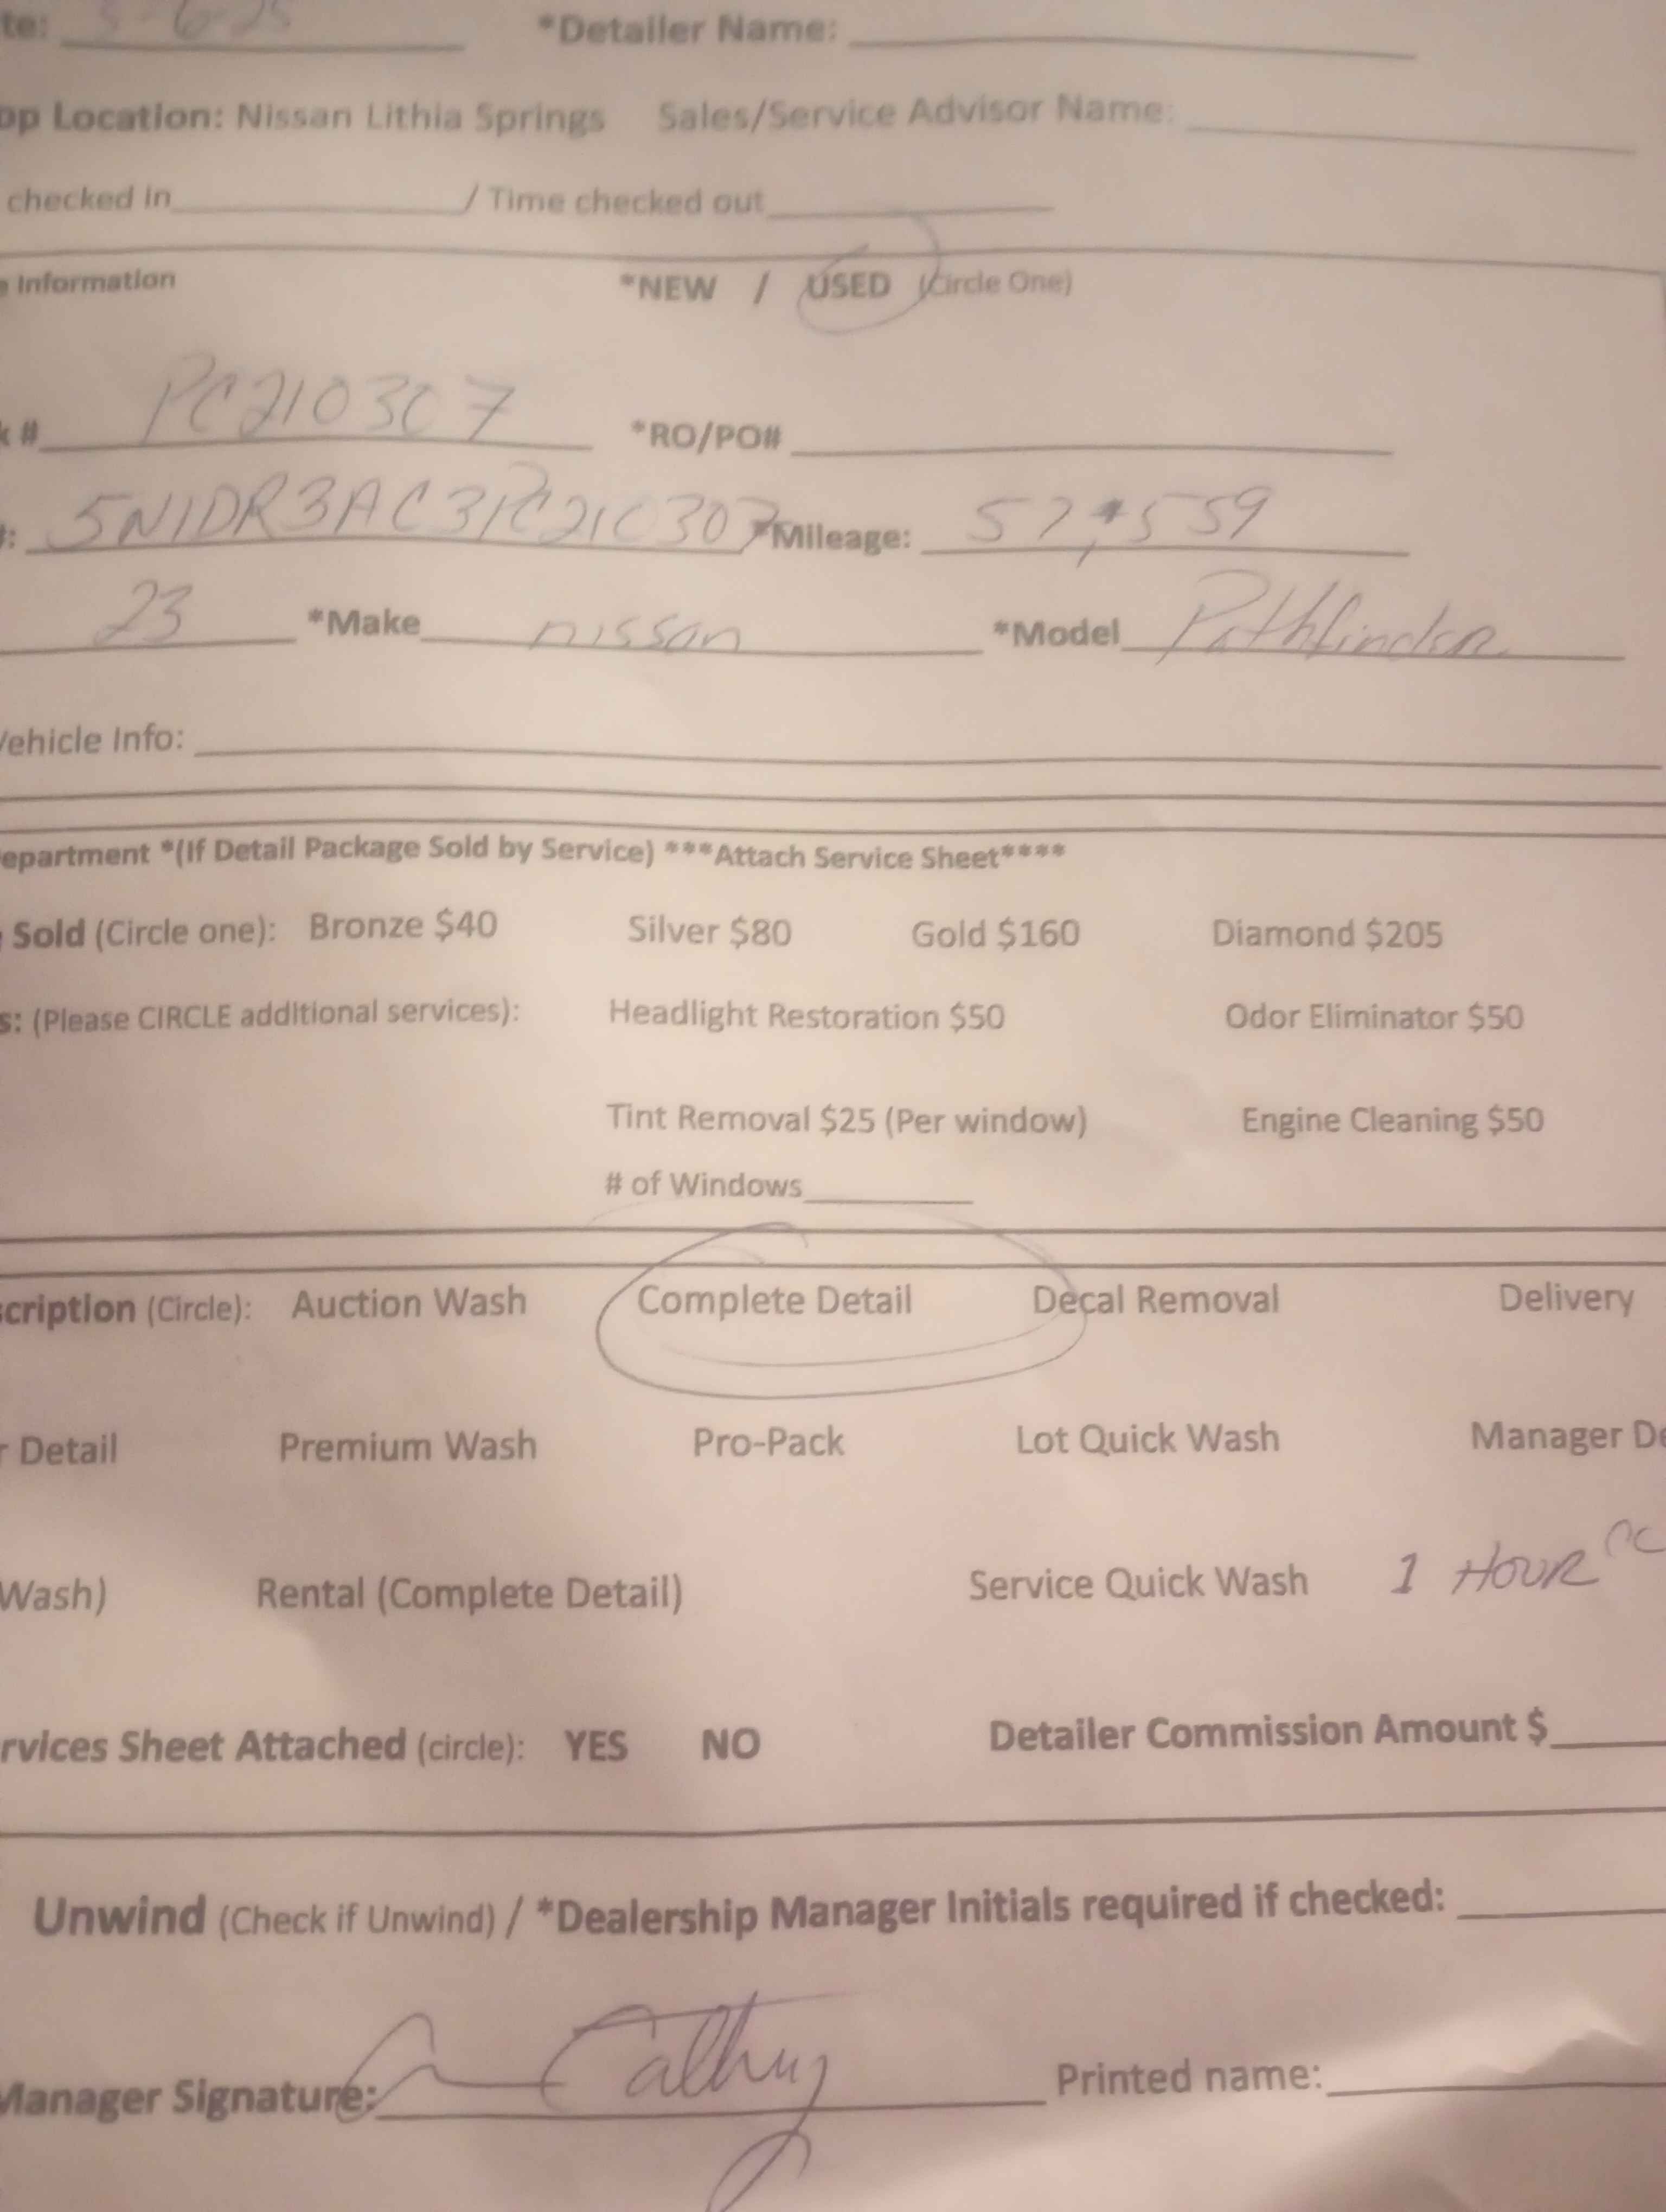 te: 5-6-25 *Detailer Name:
op Location: Nissan Lithia Springs Sales/Service Advisor Name:
checked in / Time checked out
e Information *NEW / USED (Circle One)
k # PC210307 *RO/PO#
#: 5N1DR3AC3PC210307 *Mileage: 57,559
23 *Make nissan *Model Pathfinder
Vehicle Info:
epartment *(If Detail Package Sold by Service) ***Attach Service Sheet****
Sold (Circle one): Bronze $40 Silver $80 Gold $160 Diamond $205
s: (Please CIRCLE additional services): Headlight Restoration $50 Odor Eliminator $50
Tint Removal $25 (Per window) Engine Cleaning $50
# of Windows
scription (Circle): Auction Wash Complete Detail Decal Removal Delivery
r Detail Premium Wash Pro-Pack Lot Quick Wash Manager De
Wash) Rental (Complete Detail) Service Quick Wash 1 HOUR
rvices Sheet Attached (circle): YES NO Detailer Commission Amount $
Unwind (Check if Unwind) / *Dealership Manager Initials required if checked:
Manager Signature: Printed name: